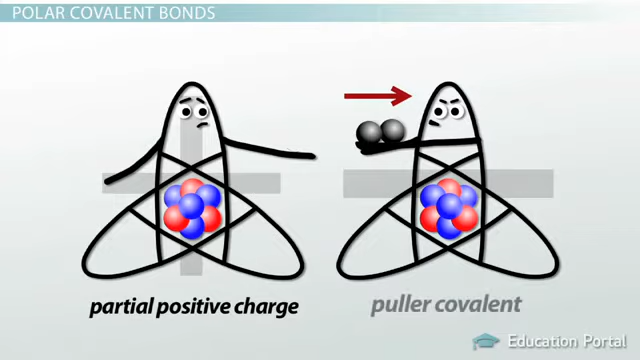 POLAR COVALENT BONDS
partial positive charge
puller covalent
Education Portal